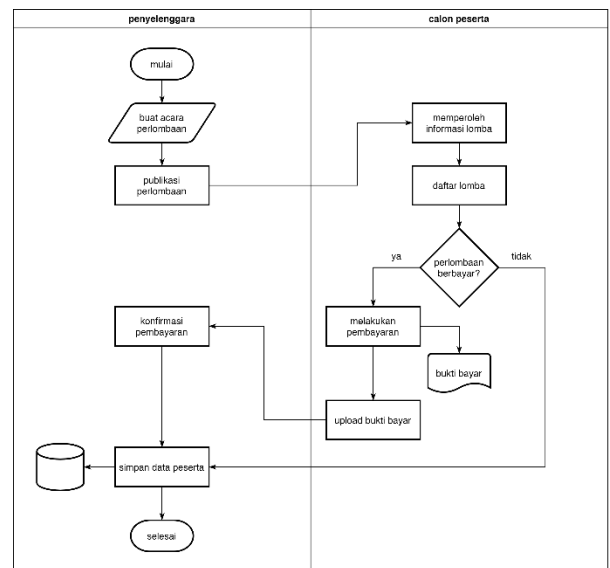 penyelenggara
calon peserta
mulai
buat acara
perlombaan
publikasi
perlombaan
memperoleh
informasi lomba
daftar lomba
perlombaan
berbayar?
ya
tidak
melakukan
pembayaran
bukti bayar
upload bukti bayar
konfirmasi
pembayaran
simpan data peserta
selesai